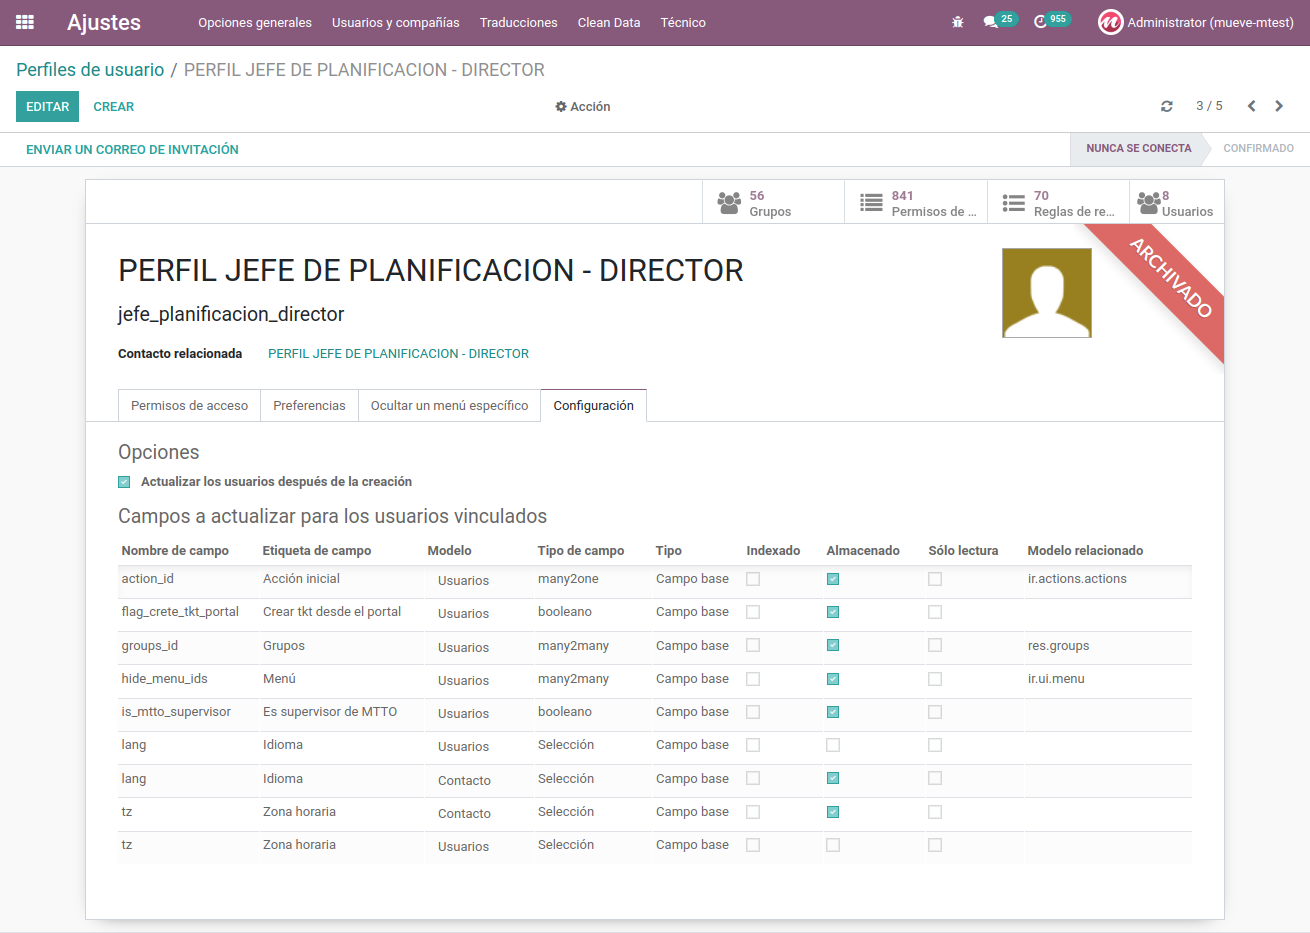 Ajustes Opciones generales Usuarios y compañías Traducciones Clean Data Técnico 25 955 Administrator (mueve-mtest)
Perfiles de usuario / PERFIL JEFE DE PLANIFICACION - DIRECTOR
EDITAR CREAR Acción 3 / 5
ENVIAR UN CORREO DE INVITACIÓN NUNCA SE CONECTA CONFIRMADO
56 841 70 8
Grupos Permisos de ... Reglas de re... Usuarios
ARCHIVADO
PERFIL JEFE DE PLANIFICACION - DIRECTOR
jefe_planificacion_director
Contacto relacionada PERFIL JEFE DE PLANIFICACION - DIRECTOR
Permisos de acceso Preferencias Ocultar un menú específico Configuración
Opciones
Actualizar los usuarios después de la creación
Campos a actualizar para los usuarios vinculados
Nombre de campo Etiqueta de campo Modelo Tipo de campo Tipo Indexado Almacenado Sólo lectura Modelo relacionado
action_id Acción inicial Usuarios many2one Campo base ir.actions.actions
flag_crete_tkt_portal Crear tkt desde el portal Usuarios booleano Campo base
groups_id Grupos Usuarios many2many Campo base res.groups
hide_menu_ids Menú Usuarios many2many Campo base ir.ui.menu
is_mtto_supervisor Es supervisor de MTTO Usuarios booleano Campo base
lang Idioma Usuarios Selección Campo base
lang Idioma Contacto Selección Campo base
tz Zona horaria Contacto Selección Campo base
tz Zona horaria Usuarios Selección Campo base